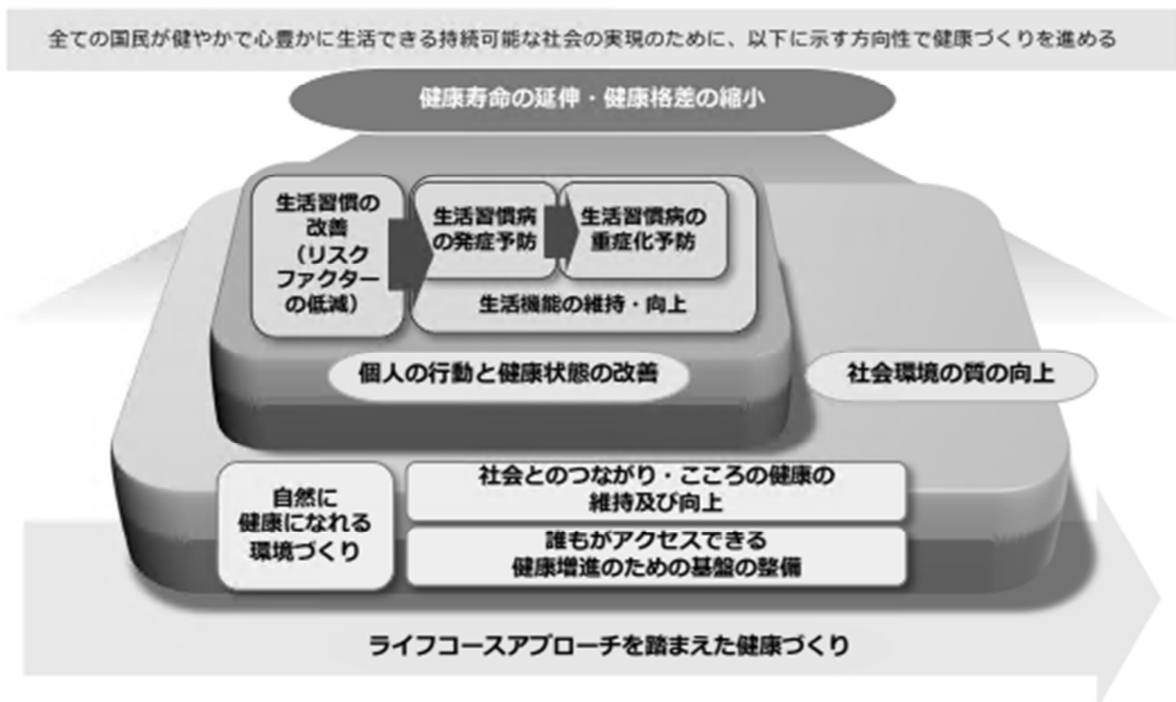 全ての国民が健やかで心豊かに生活できる持続可能な社会の実現のために、以下に示す方向性で健康づくりを進める
健康寿命の延伸・健康格差の縮小
生活習慣の
改善
（リスク
ファクター
の低減）
生活習慣病
の発症予防
生活習慣病の
重症化予防
生活機能の維持・向上
個人の行動と健康状態の改善
社会環境の質の向上
自然に
健康になれる
環境づくり
社会とのつながり・こころの健康の
維持及び向上
誰もがアクセスできる
健康増進のための基盤の整備
ライフコースアプローチを踏まえた健康づくり